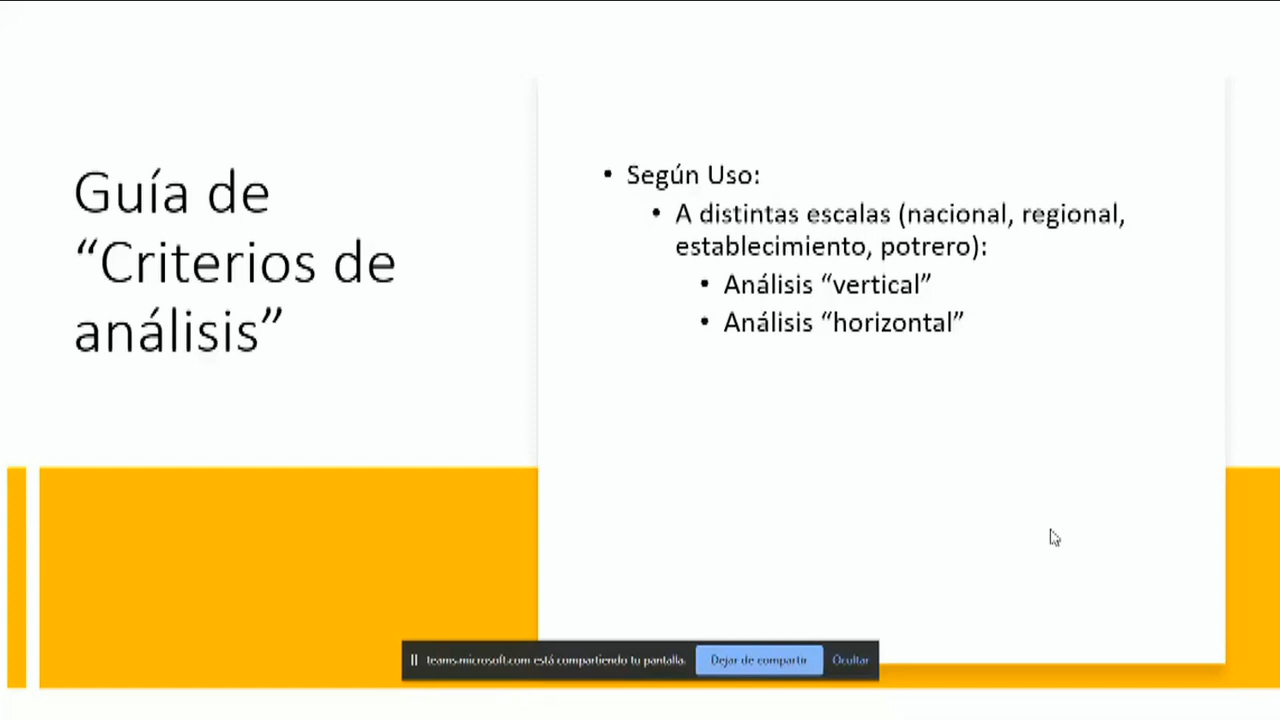 Guía de
“Criterios de
análisis”
• Según Uso:
• A distintas escalas (nacional, regional,
establecimiento, potrero):
• Análisis “vertical”
• Análisis “horizontal”
teams.microsoft.com está compartiendo tu pantalla.
Dejar de compartir
Ocultar